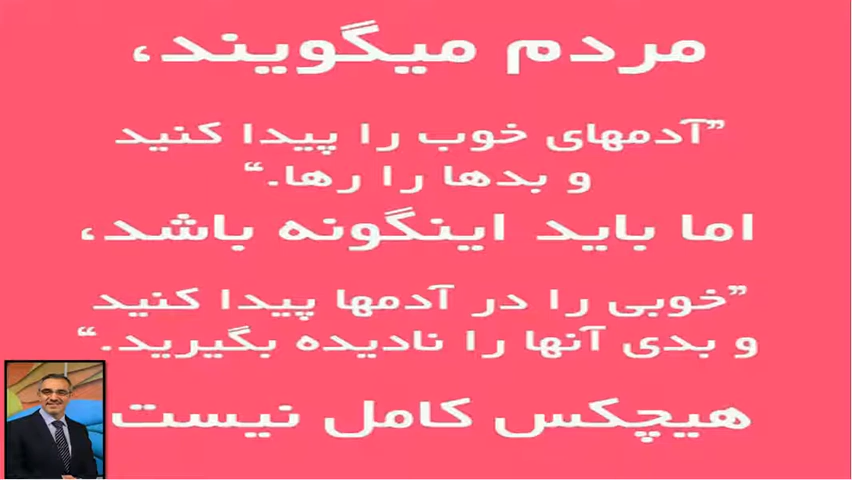 مردم میگویند،
”آدمهای خوب را پیدا کنید
و بدها را رها.“
اما باید اینگونه باشد،
”خوبی را در آدمها پیدا کنید
و بدی آنها را نادیده بگیرید.“
هیچکس کامل نیست